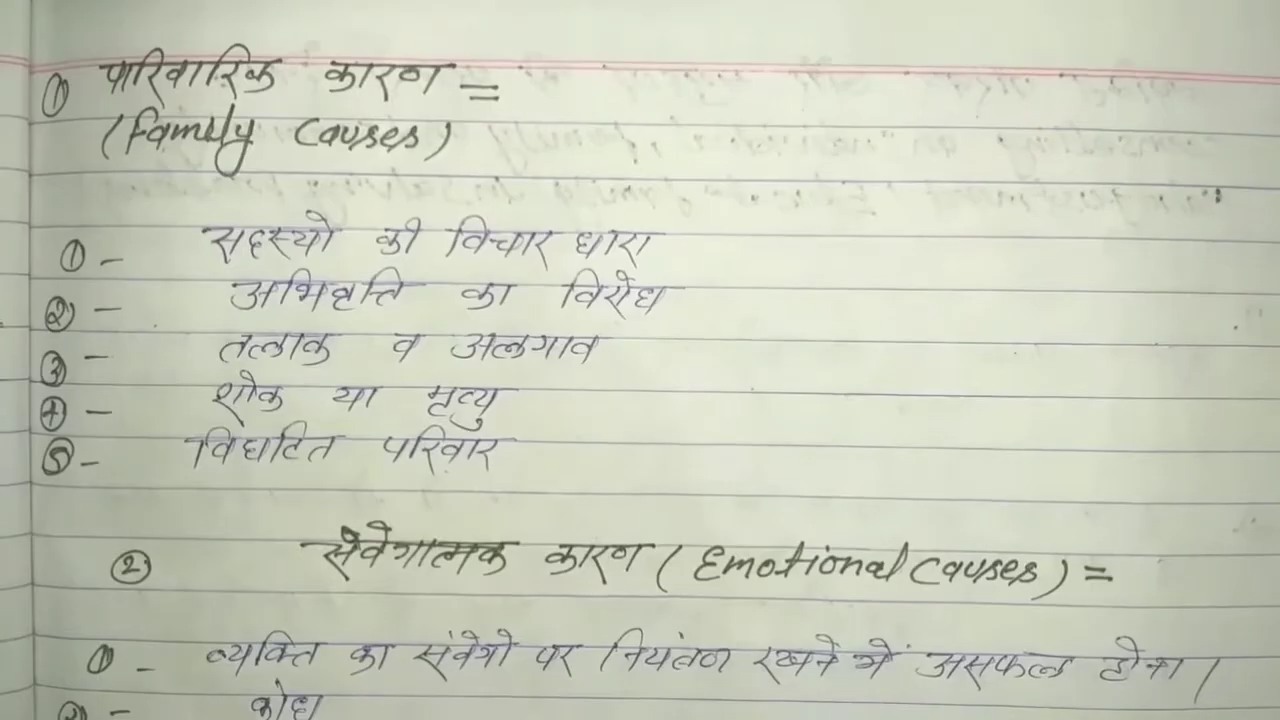 ① पारिवारिक कारण =
(Family Causes)
① - सदस्यो की विचार धारा
② - अभिवृत्ति का विरोध
③ - तलाक व अलगाव
④ - शोक या मृत्यु
⑤ - विघटित परिवार
② संवेगात्मक कारण (Emotional Causes) =
① - व्यक्ति का संवेगो पर नियंत्रण रखने में असफल होना।
② - क्रोध